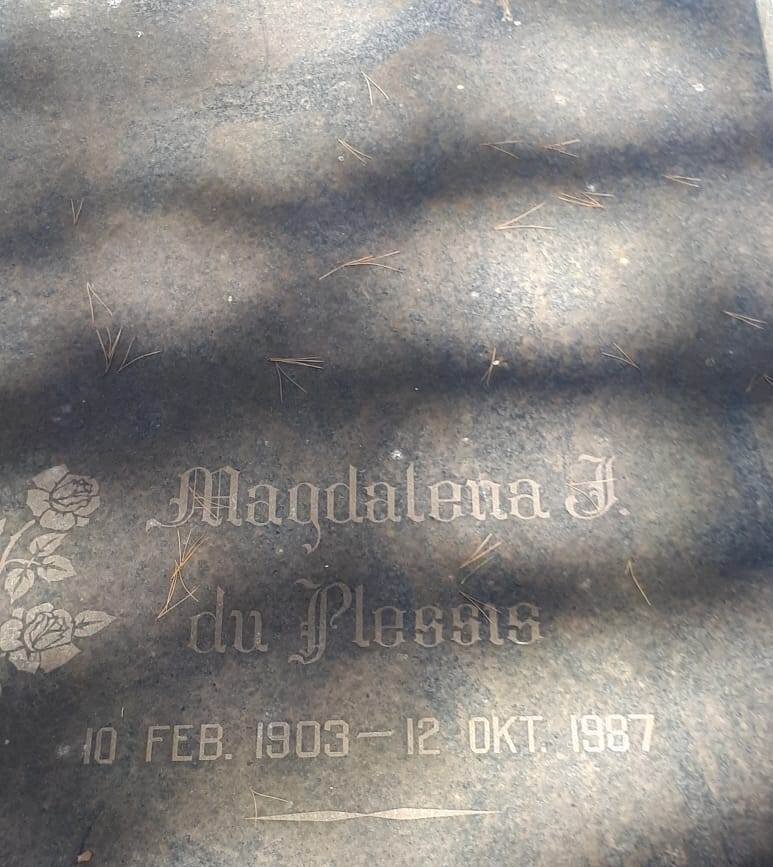 Magdalena J.
du Plessis
10 FEB. 1903 — 12 OKT. 1987